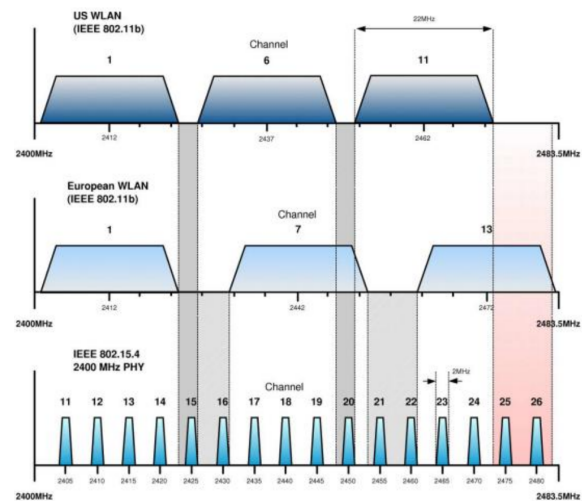 US WLAN
(IEEE 802.11b)
22MHz
Channel
1 6 11
2412 2437 2462
2400MHz 2483.5MHz
European WLAN
(IEEE 802.11b)
Channel
1 7 13
2412 2442 2472
2400MHz 2483.5MHz
IEEE 802.15.4
2400 MHz PHY
Channel
2MHz
11 12 13 14 15 16 17 18 19 20 21 22 23 24 25 26
2405 2410 2415 2420 2425 2430 2435 2440 2445 2450 2455 2460 2465 2470 2475 2480
2400MHz 2483.5MHz